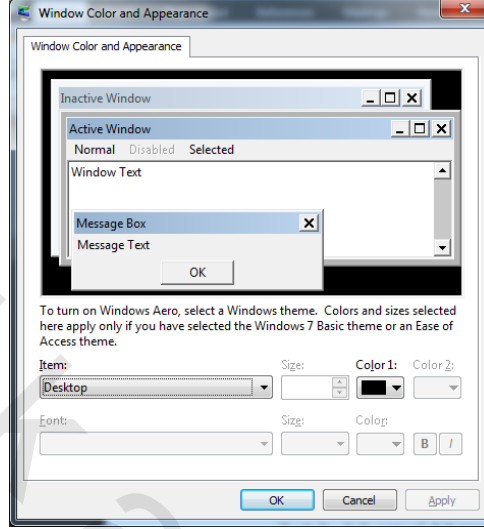 Window Color and Appearance
Window Color and Appearance
Inactive Window
Active Window
Normal Disabled Selected
Window Text
Message Box
Message Text
OK
To turn on Windows Aero, select a Windows theme. Colors and sizes selected
here apply only if you have selected the Windows 7 Basic theme or an Ease of
Access theme.
Item: Size: Color 1: Color 2:
Desktop
Font: Size: Color:
B I
OK Cancel Apply